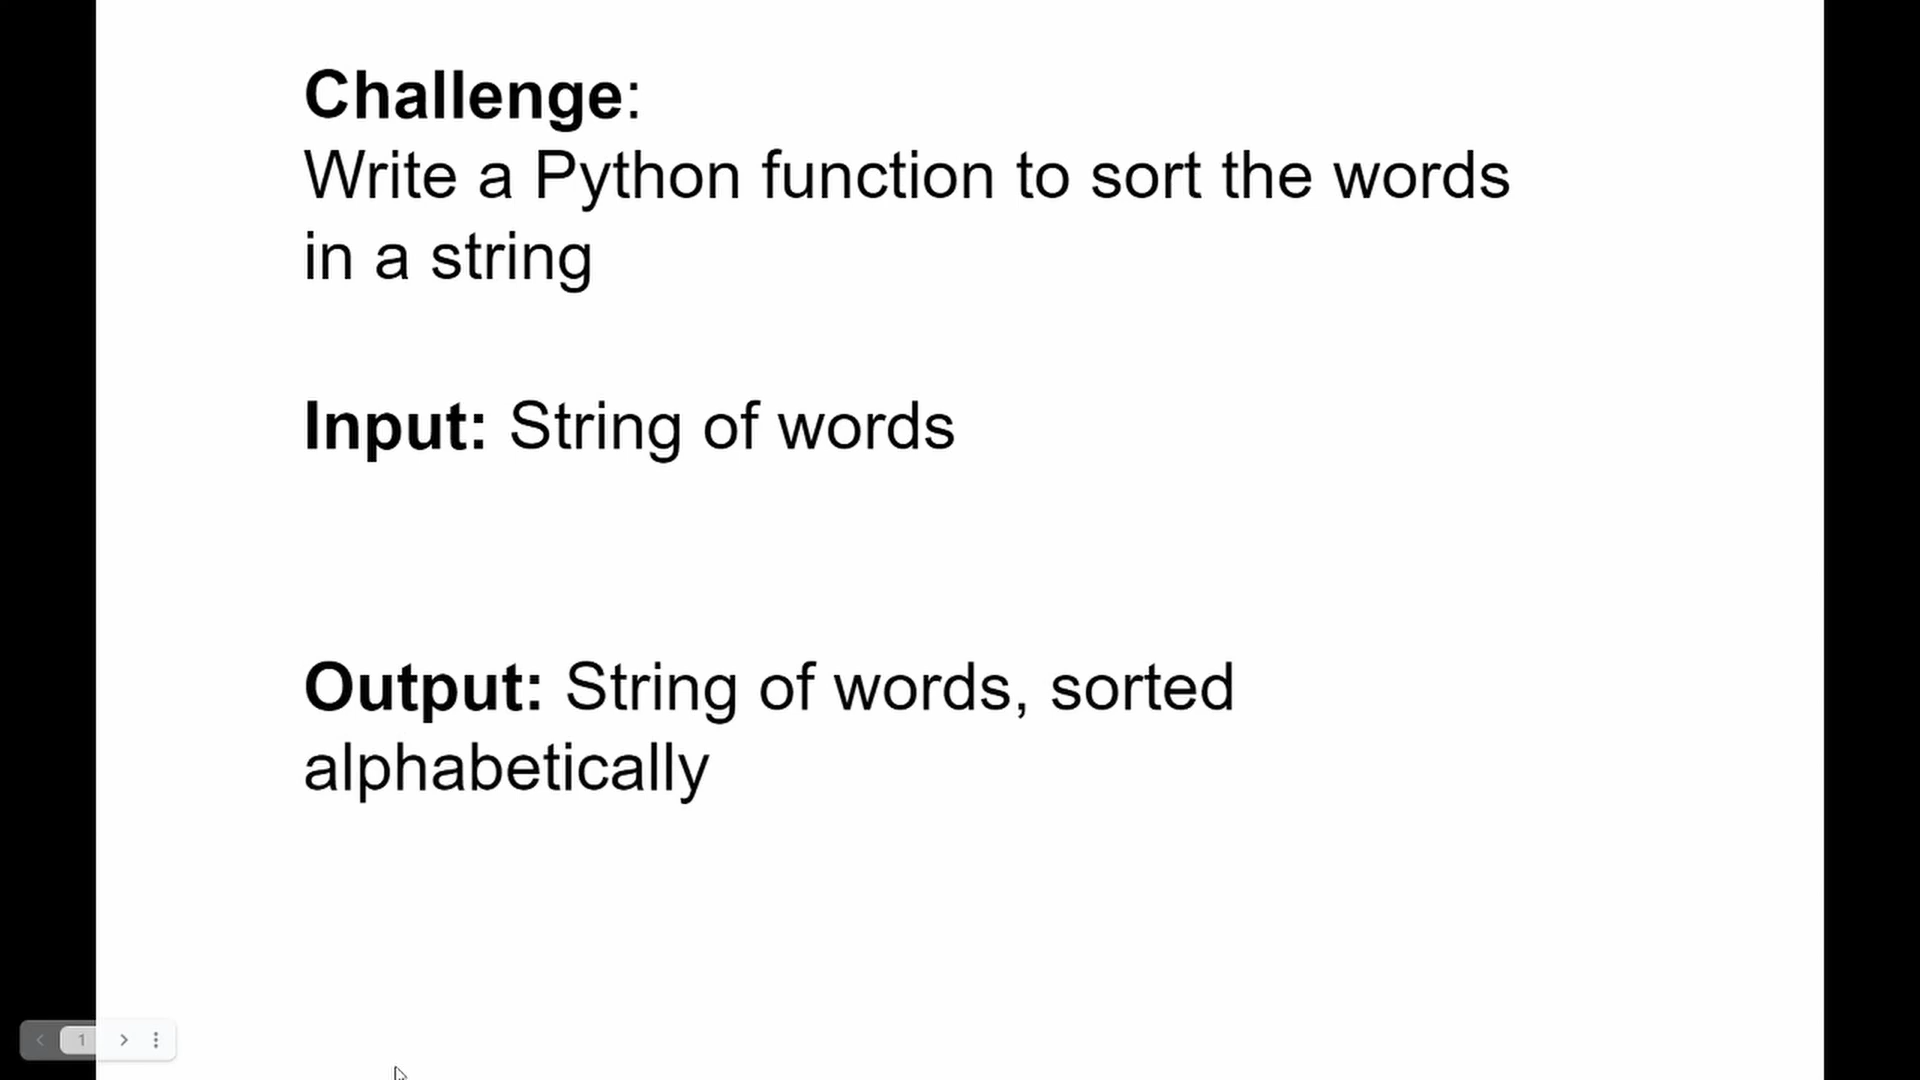 Challenge:
Write a Python function to sort the words
in a string
Input: String of words
Output: String of words, sorted
alphabetically
1